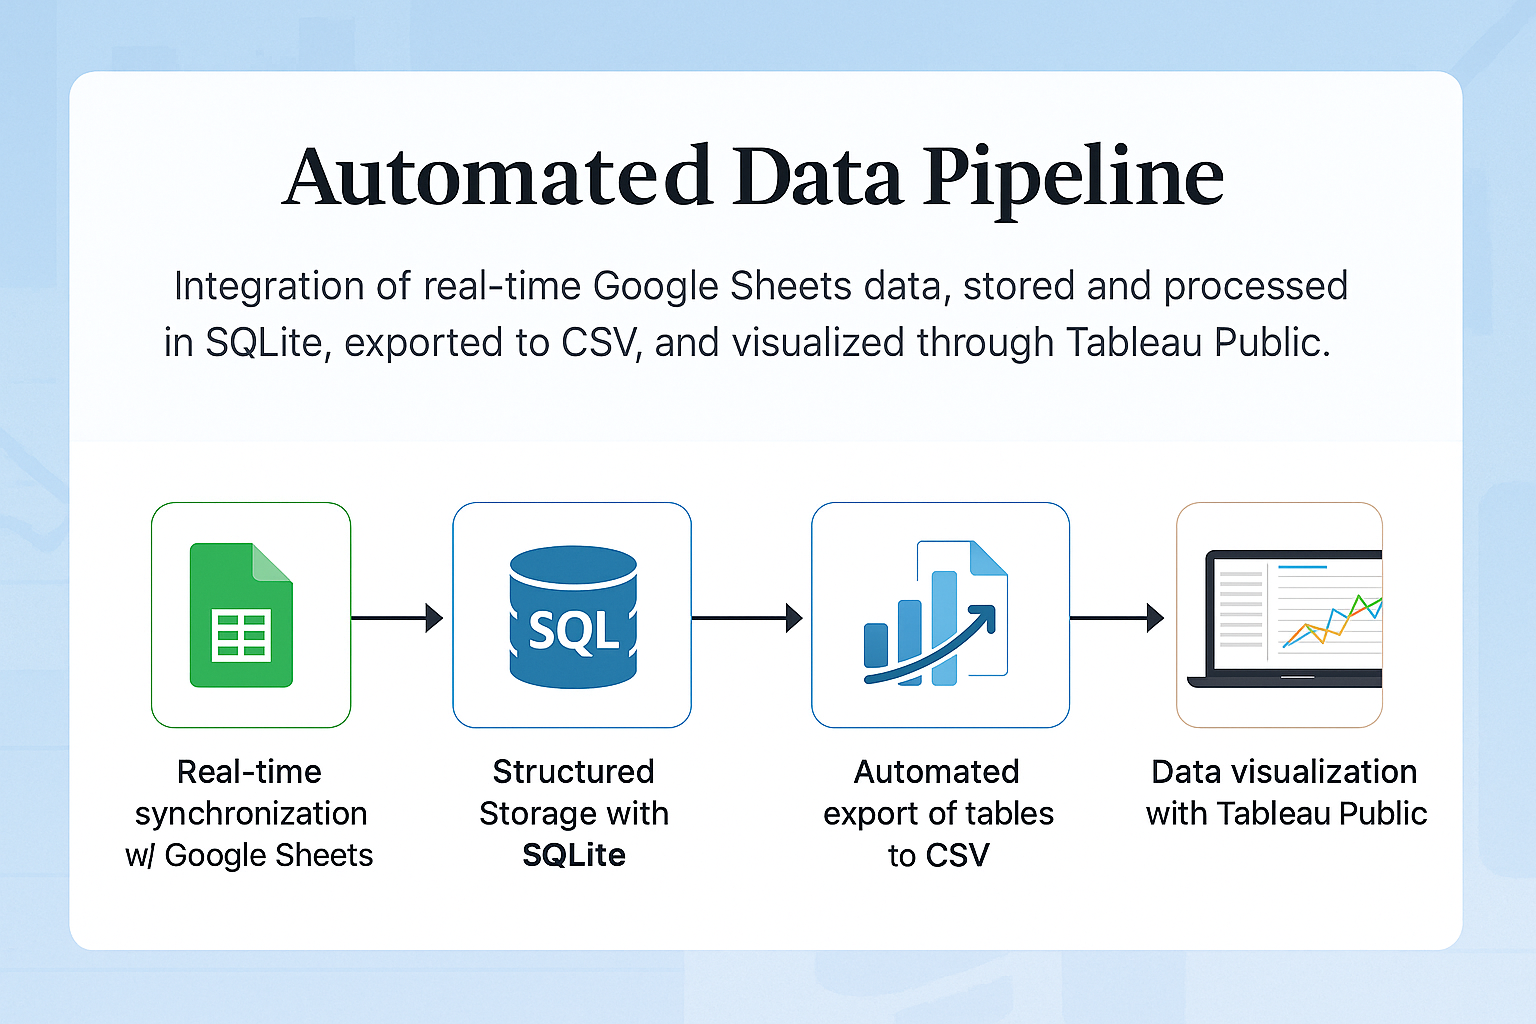 Automated Data Pipeline
Integration of real-time Google Sheets data, stored and processed
in SQLite, exported to CSV, and visualized through Tableau Public.
SQL
Real-time
synchronization
w/ Google Sheets
Structured
Storage with
SQLite
Automated
export of tables
to CSV
Data visualization
with Tableau Public